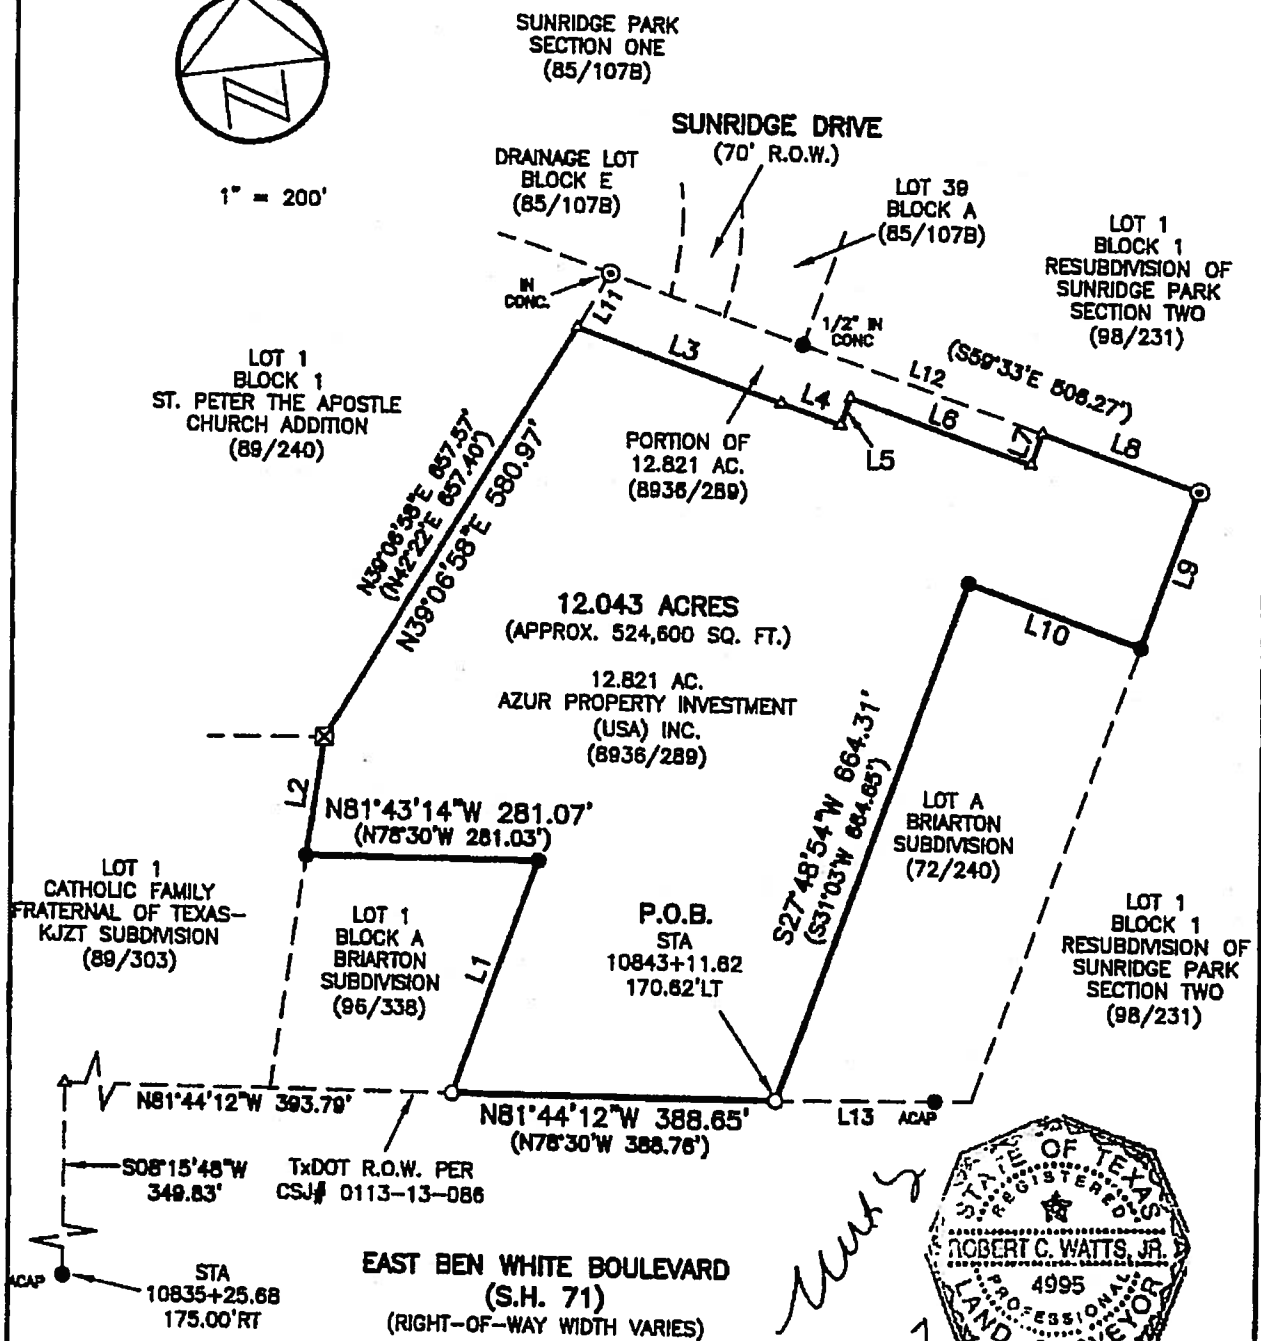 SUNRIDGE PARK
SECTION ONE
(85/107B)
N
1" = 200'
SUNRIDGE DRIVE
(70' R.O.W.)
DRAINAGE LOT
BLOCK E
(85/107B)
LOT 39
BLOCK A
(85/107B)
LOT 1
BLOCK 1
RESUBDIVISION OF
SUNRIDGE PARK
SECTION TWO
(98/231)
IN
CONC.
L11
1/2" IN
CONC
L3
L12
(S59°33'E 506.27')
L4
L6
L5
L7
L8
LOT 1
BLOCK 1
ST. PETER THE APOSTLE
CHURCH ADDITION
(89/240)
PORTION OF
12.821 AC.
(8936/289)
N39°06'58"E 657.57'
(N42°22'E 657.40')
N39°06'58"E 580.97'
L9
L10
12.043 ACRES
(APPROX. 524,600 SQ. FT.)
12.821 AC.
AZUR PROPERTY INVESTMENT
(USA) INC.
(8936/289)
L2
N81°43'14"W 281.07'
(N78°30'W 281.03')
S27°48'54"W 664.31'
(S31°03'W 664.65')
LOT A
BRIARTON
SUBDIVISION
(72/240)
LOT 1
CATHOLIC FAMILY
FRATERNAL OF TEXAS-
KJZT SUBDIVISION
(89/303)
LOT 1
BLOCK A
BRIARTON
SUBDIVISION
(96/338)
L1
P.O.B.
STA
10843+11.62
170.62'LT
LOT 1
BLOCK 1
RESUBDIVISION OF
SUNRIDGE PARK
SECTION TWO
(98/231)
N81°44'12"W 393.79'
N81°44'12"W 388.65'
(N78°30'W 388.76')
L13
ACAP
S08°15'48"W
349.83'
TxDOT R.O.W. PER
CSJ# 0113-13-086
ACAP
STA
10835+25.68
175.00'RT
EAST BEN WHITE BOULEVARD
(S.H. 71)
(RIGHT-OF-WAY WIDTH VARIES)
STATE OF TEXAS
REGISTERED
ROBERT C. WATTS, JR.
4995
PROFESSIONAL
LAND SURVEYOR